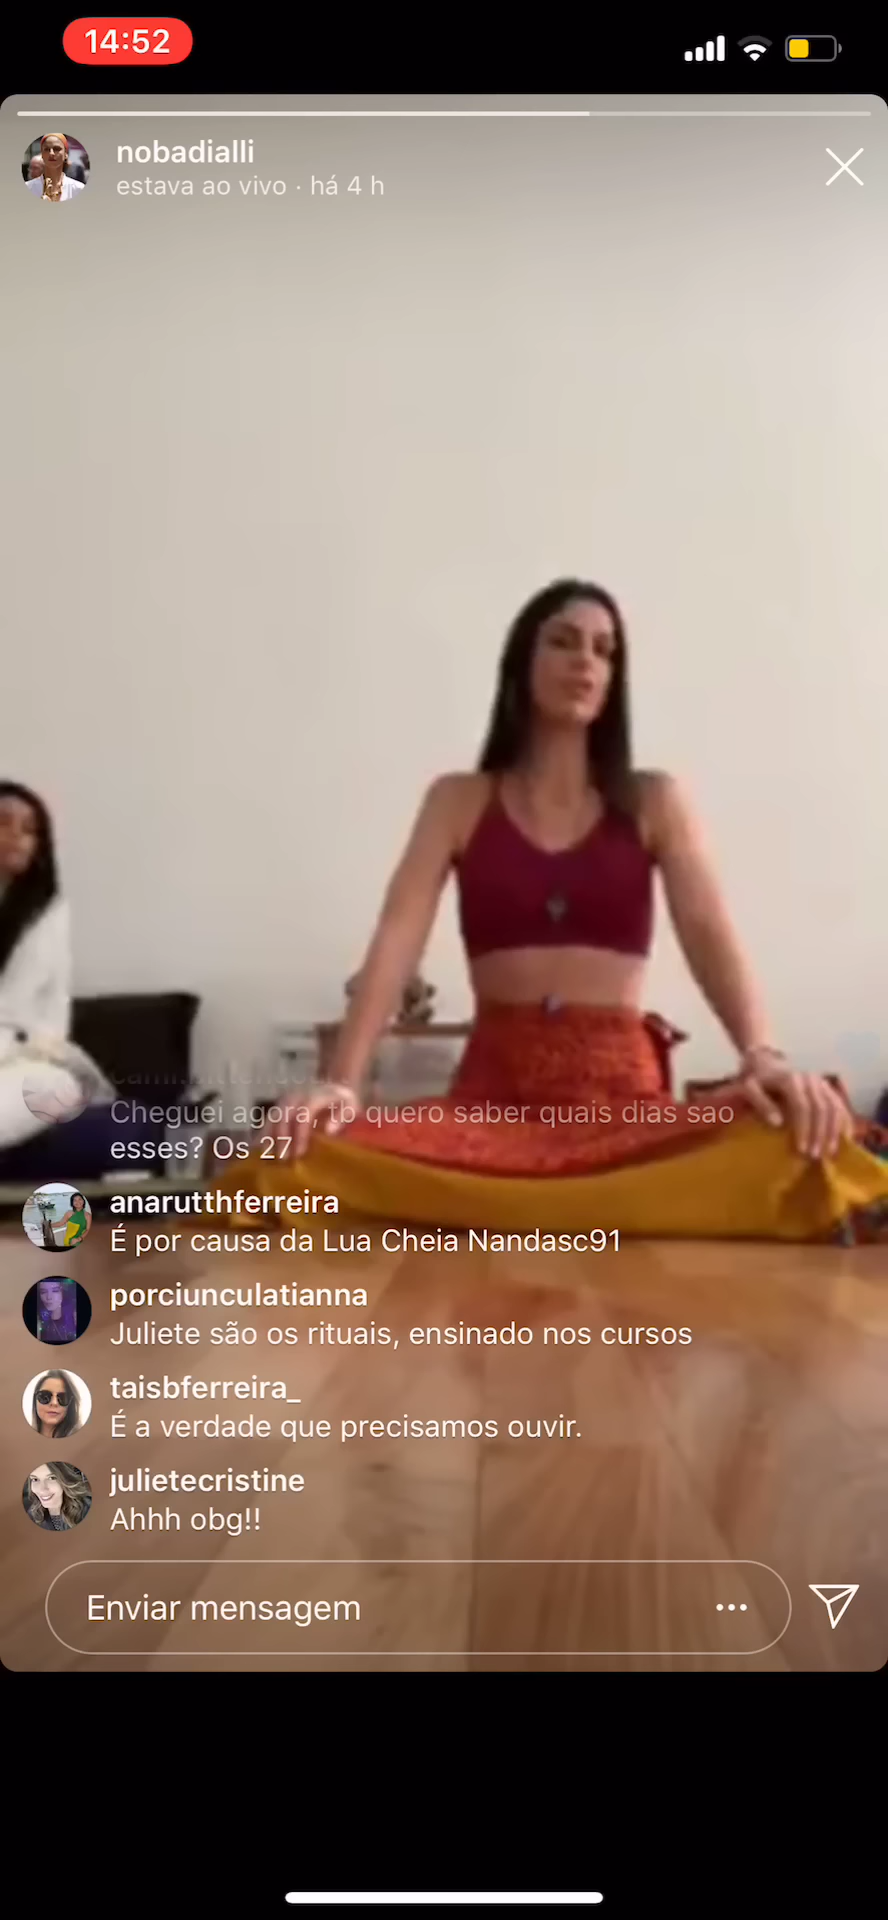 14:52
nobadialli
estava ao vivo · há 4 h
Cheguei agora, tb quero saber quais dias sao
esses? Os 27
anarutthferreira
É por causa da Lua Cheia Nandasc91
porciunculatianna
Juliete são os rituais, ensinado nos cursos
taisbferreira_
É a verdade que precisamos ouvir.
julietecristine
Ahhh obg!!
Enviar mensagem